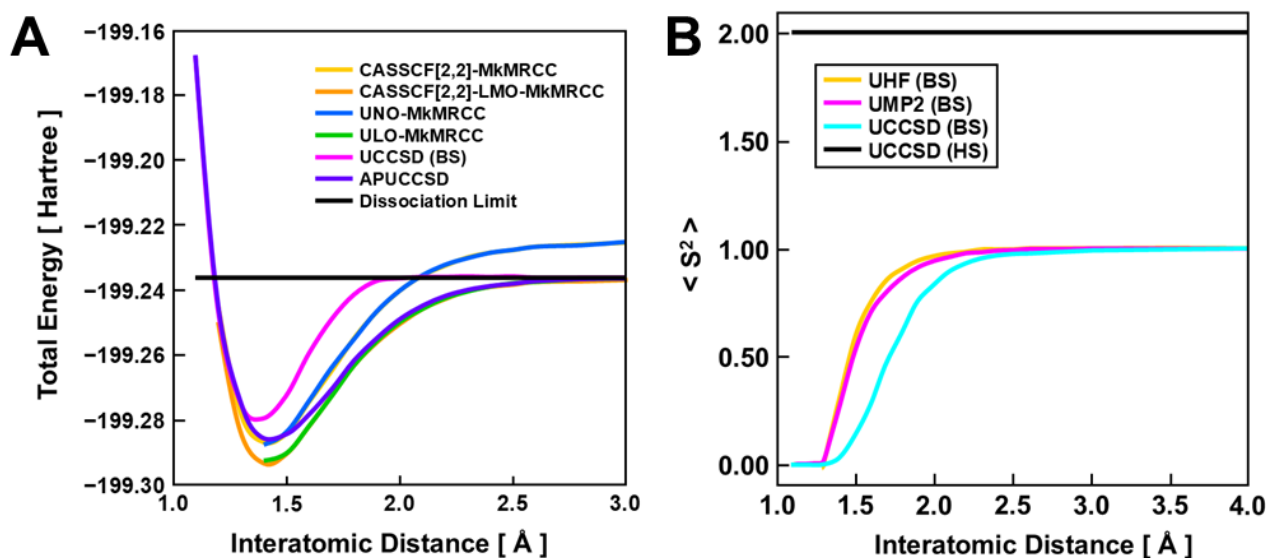 A
−199.16
−199.18
−199.20
−199.22
−199.24
−199.26
−199.28
−199.30
Total Energy [ Hartree ]
CASSCF[2,2]-MkMRCC
CASSCF[2,2]-LMO-MkMRCC
UNO-MkMRCC
ULO-MkMRCC
UCCSD (BS)
APUCCSD
Dissociation Limit
1.0 1.5 2.0 2.5 3.0
Interatomic Distance [ Å ]
B
2.00
1.50
1.00
0.50
0.00
< S² >
UHF (BS)
UMP2 (BS)
UCCSD (BS)
UCCSD (HS)
1.0 1.5 2.0 2.5 3.0 3.5 4.0
Interatomic Distance [ Å ]